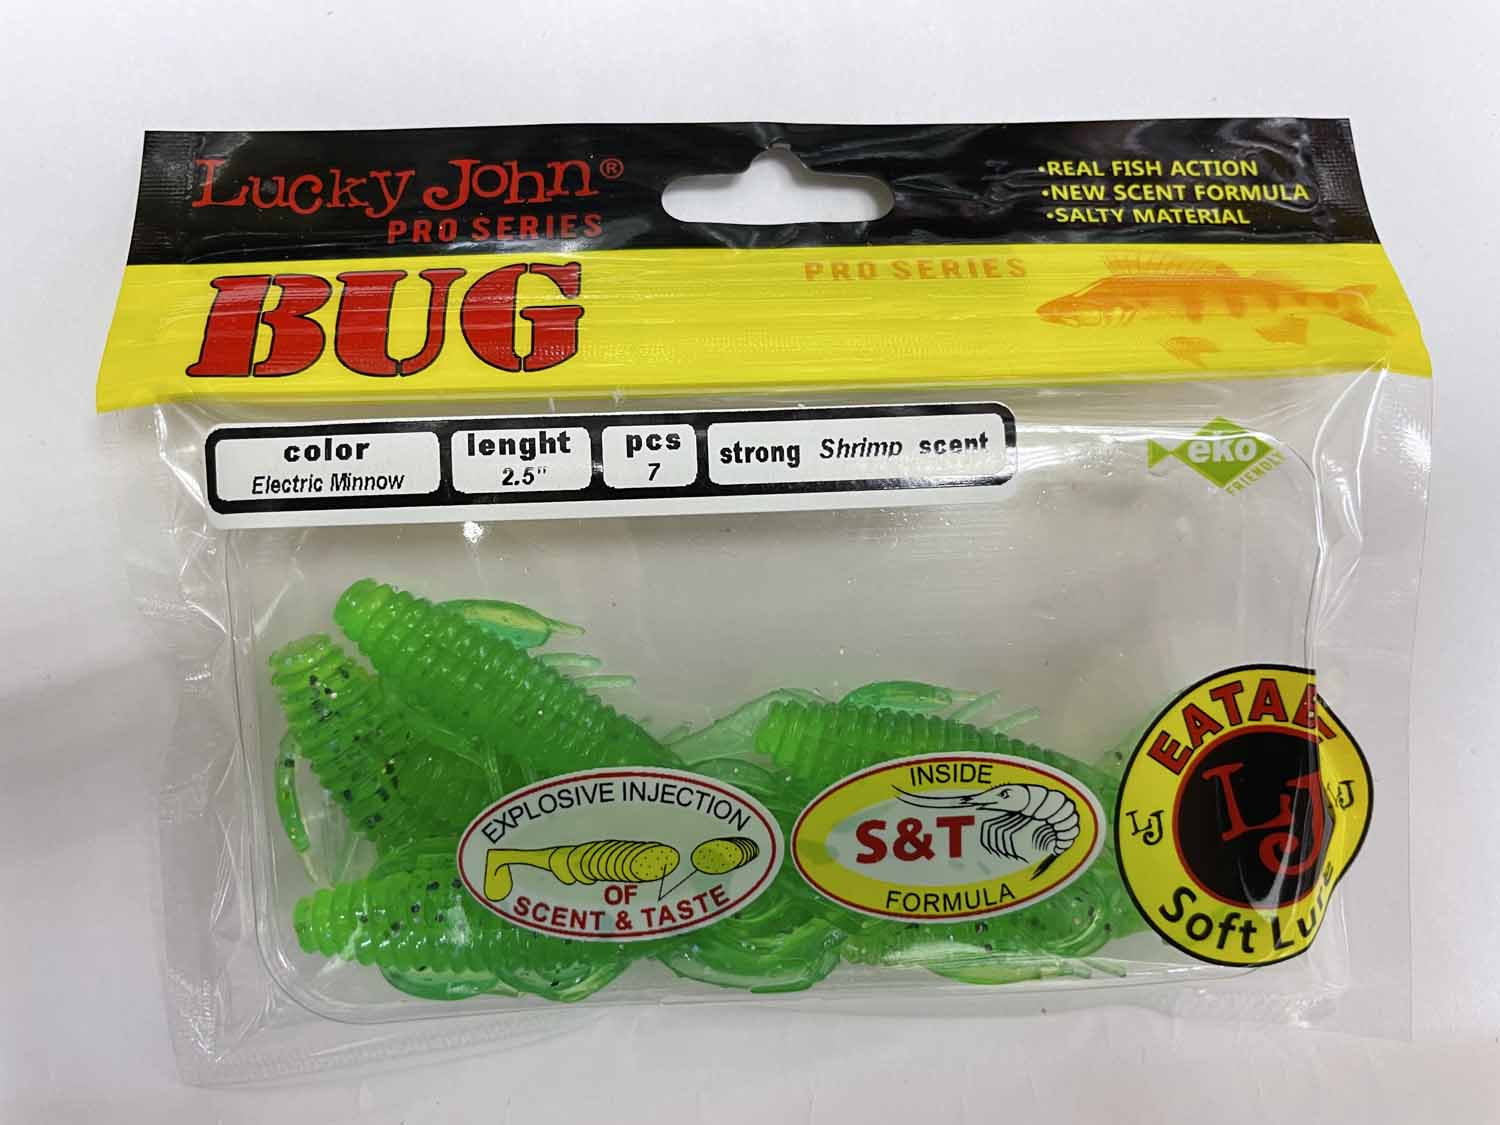 Lucky John®
PRO SERIES
•REAL FISH ACTION
•NEW SCENT FORMULA
•SALTY MATERIAL
BUG
PRO SERIES
color
Electric Minnow
lenght
2.5"
pcs
7
strong Shrimp scent
eko
FRIENDLY
EXPLOSIVE INJECTION
OF
SCENT & TASTE
INSIDE
S&T
FORMULA
LJ
LJ
LJ
Soft Lure